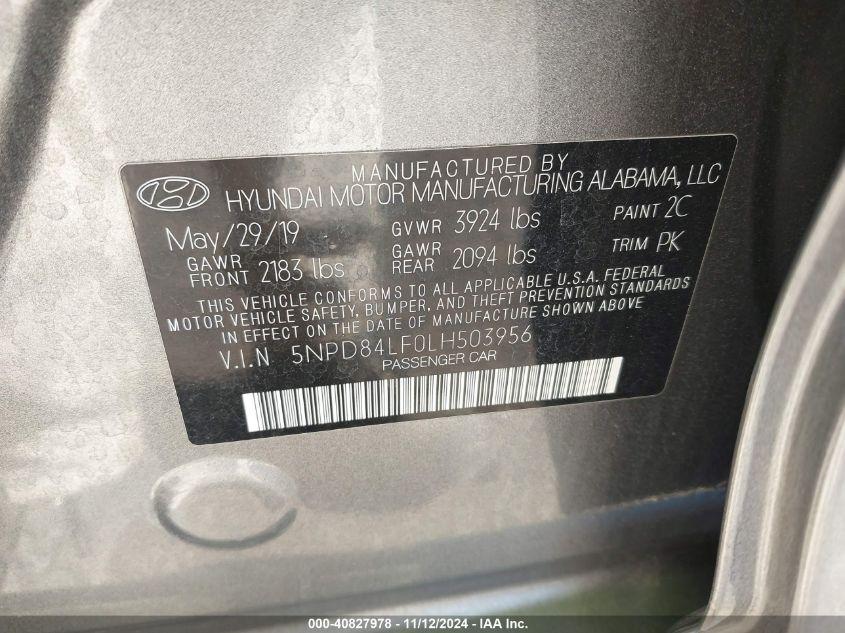 MANUFACTURED BY
HYUNDAI MOTOR MANUFACTURING ALABAMA, LLC
May/29/19 GVWR 3924 lbs PAINT 2C
GAWR FRONT 2183 lbs GAWR REAR 2094 lbs TRIM PK
THIS VEHICLE CONFORMS TO ALL APPLICABLE U.S.A. FEDERAL
MOTOR VEHICLE SAFETY, BUMPER, AND THEFT PREVENTION STANDARDS
IN EFFECT ON THE DATE OF MANUFACTURE SHOWN ABOVE
V.I.N 5NPD84LF0LH503956
PASSENGER CAR
000-40827978 - 11/12/2024 - IAA Inc.